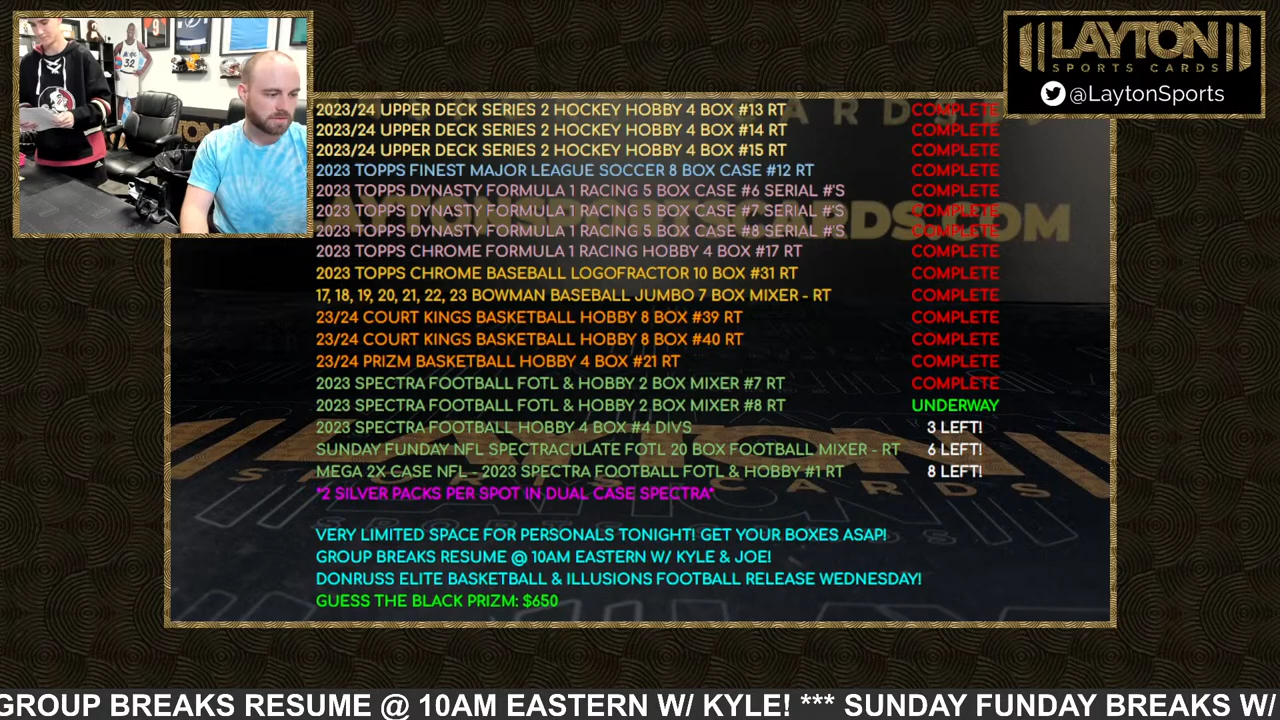 LAYTON
SPORTS CARDS
@LaytonSports
32
9
2023/24 UPPER DECK SERIES 2 HOCKEY HOBBY 4 BOX #13 RT COMPLETE
2023/24 UPPER DECK SERIES 2 HOCKEY HOBBY 4 BOX #14 RT COMPLETE
2023/24 UPPER DECK SERIES 2 HOCKEY HOBBY 4 BOX #15 RT COMPLETE
2023 TOPPS FINEST MAJOR LEAGUE SOCCER 8 BOX CASE #12 RT COMPLETE
2023 TOPPS DYNASTY FORMULA 1 RACING 5 BOX CASE #6 SERIAL #'S COMPLETE
2023 TOPPS DYNASTY FORMULA 1 RACING 5 BOX CASE #7 SERIAL #'S COMPLETE
2023 TOPPS DYNASTY FORMULA 1 RACING 5 BOX CASE #8 SERIAL #'S COMPLETE
2023 TOPPS CHROME FORMULA 1 RACING HOBBY 4 BOX #17 RT COMPLETE
2023 TOPPS CHROME BASEBALL LOGOFRACTOR 10 BOX #31 RT COMPLETE
17, 18, 19, 20, 21, 22, 23 BOWMAN BASEBALL JUMBO 7 BOX MIXER - RT COMPLETE
23/24 COURT KINGS BASKETBALL HOBBY 8 BOX #39 RT COMPLETE
23/24 COURT KINGS BASKETBALL HOBBY 8 BOX #40 RT COMPLETE
23/24 PRIZM BASKETBALL HOBBY 4 BOX #21 RT COMPLETE
2023 SPECTRA FOOTBALL FOTL & HOBBY 2 BOX MIXER #7 RT COMPLETE
2023 SPECTRA FOOTBALL FOTL & HOBBY 2 BOX MIXER #8 RT UNDERWAY
2023 SPECTRA FOOTBALL HOBBY 4 BOX #4 DIVS 3 LEFT!
SUNDAY FUNDAY NFL SPECTRACULATE FOTL 20 BOX FOOTBALL MIXER - RT 6 LEFT!
MEGA 2X CASE NFL - 2023 SPECTRA FOOTBALL FOTL & HOBBY #1 RT 8 LEFT!
*2 SILVER PACKS PER SPOT IN DUAL CASE SPECTRA*
VERY LIMITED SPACE FOR PERSONALS TONIGHT! GET YOUR BOXES ASAP!
GROUP BREAKS RESUME @ 10AM EASTERN W/ KYLE & JOE!
DONRUSS ELITE BASKETBALL & ILLUSIONS FOOTBALL RELEASE WEDNESDAY!
GUESS THE BLACK PRIZM: $650
GROUP BREAKS RESUME @ 10AM EASTERN W/ KYLE! *** SUNDAY FUNDAY BREAKS W/